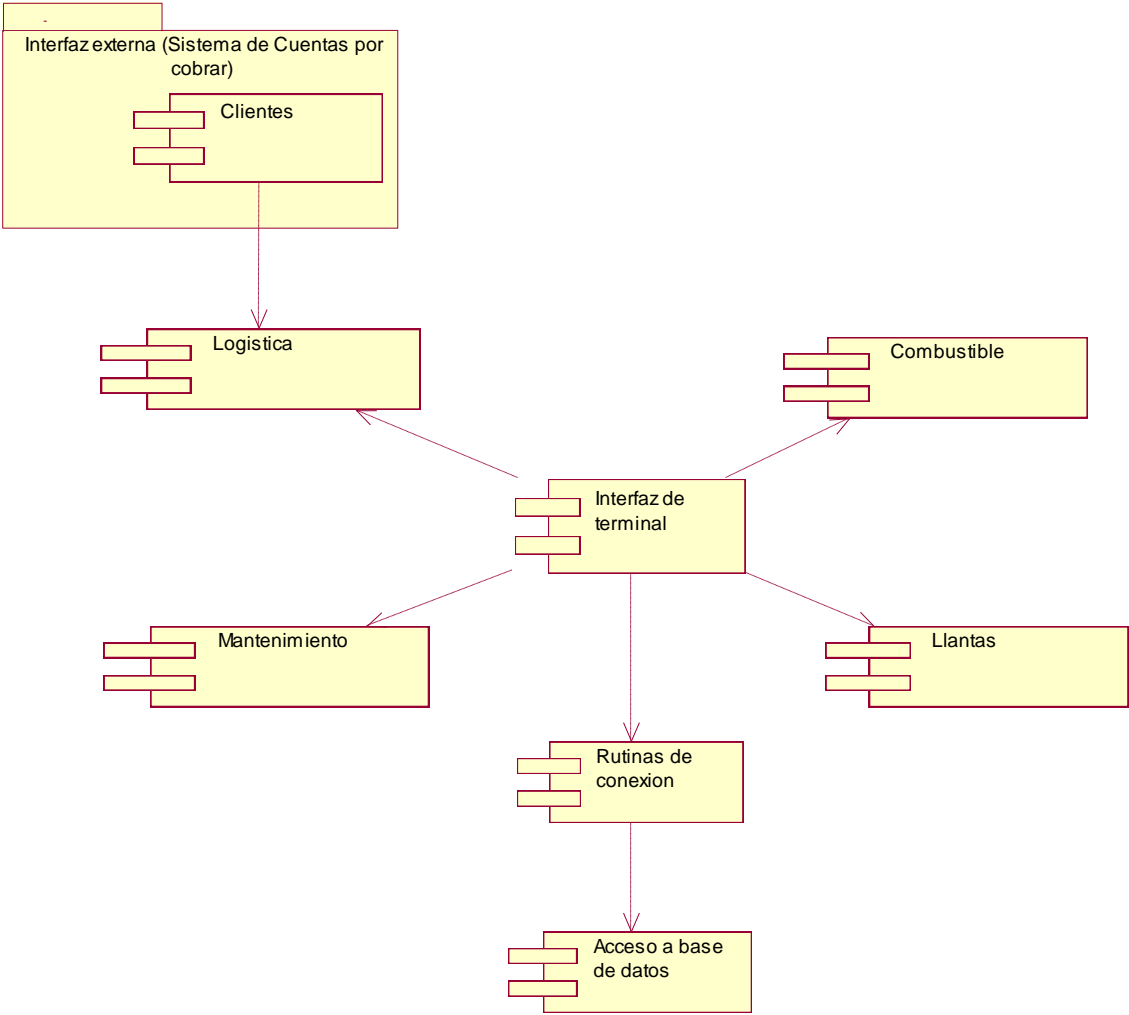 Interfaz externa (Sistema de Cuentas por
cobrar)
Clientes
Logistica
Combustible
Interfaz de
terminal
Mantenimiento
Llantas
Rutinas de
conexion
Acceso a base
de datos